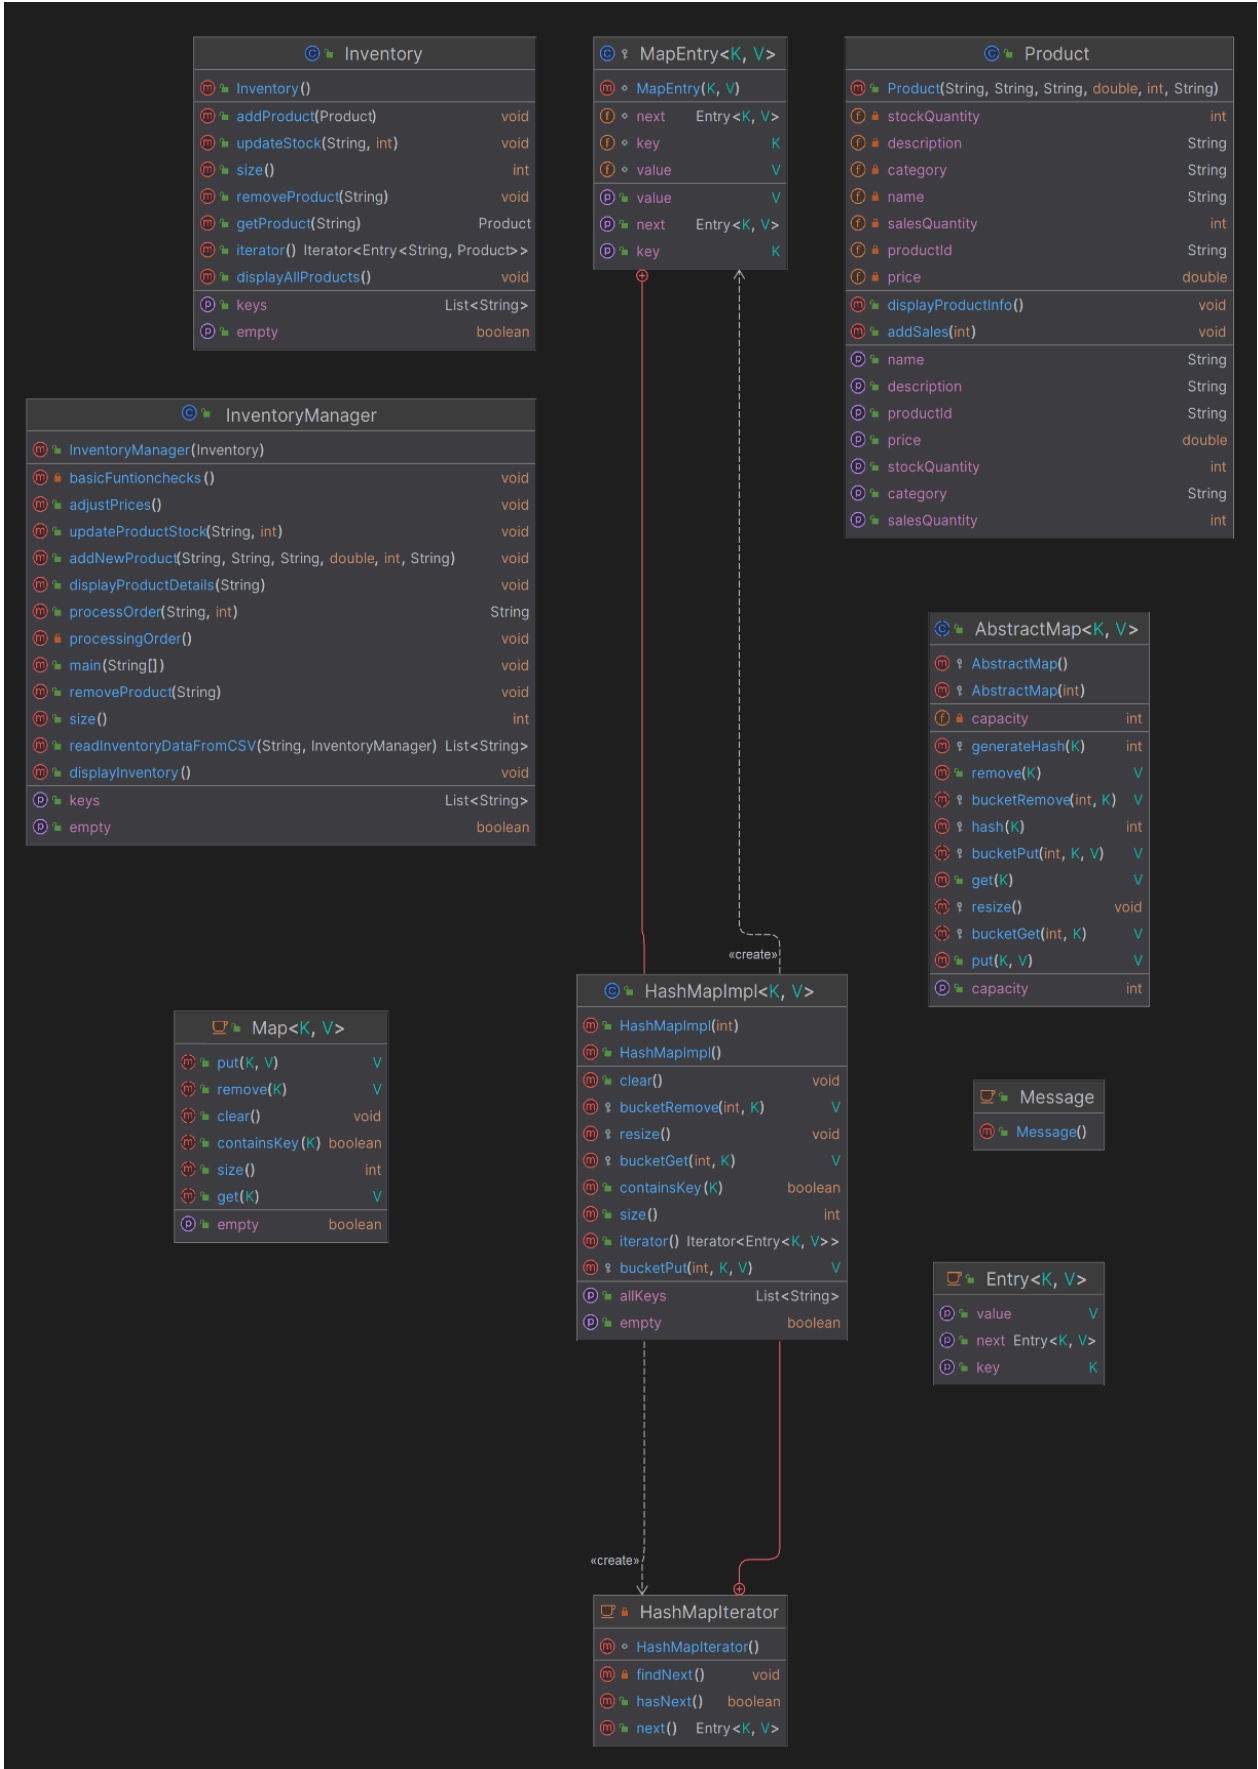 Inventory
Inventory()
addProduct(Product) void
updateStock(String, int) void
size() int
removeProduct(String) void
getProduct(String) Product
iterator() Iterator<Entry<String, Product>>
displayAllProducts() void
keys List<String>
empty boolean
MapEntry<K, V>
MapEntry(K, V)
next Entry<K, V>
key K
value V
value V
next Entry<K, V>
key K
Product
Product(String, String, String, double, int, String)
stockQuantity int
description String
category String
name String
salesQuantity int
productId String
price double
displayProductInfo() void
addSales(int) void
name String
description String
productId String
price double
stockQuantity int
category String
salesQuantity int
InventoryManager
InventoryManager(Inventory)
basicFuntionchecks() void
adjustPrices() void
updateProductStock(String, int) void
addNewProduct(String, String, String, double, int, String) void
displayProductDetails(String) void
processOrder(String, int) String
processingOrder() void
main(String[]) void
removeProduct(String) void
size() int
readInventoryDataFromCSV(String, InventoryManager) List<String>
displayInventory() void
keys List<String>
empty boolean
AbstractMap<K, V>
AbstractMap()
AbstractMap(int)
capacity int
generateHash(K) int
remove(K) V
bucketRemove(int, K) V
hash(K) int
bucketPut(int, K, V) V
get(K) V
resize() void
bucketGet(int, K) V
put(K, V) V
capacity int
«create»
HashMapImpl<K, V>
HashMapImpl(int)
HashMapImpl()
clear() void
bucketRemove(int, K) V
resize() void
bucketGet(int, K) V
containsKey(K) boolean
size() int
iterator() Iterator<Entry<K, V>>
bucketPut(int, K, V) V
allKeys List<String>
empty boolean
Map<K, V>
put(K, V) V
remove(K) V
clear() void
containsKey(K) boolean
size() int
get(K) V
empty boolean
Message
Message()
Entry<K, V>
value V
next Entry<K, V>
key K
«create»
HashMapIterator
HashMapIterator()
findNext() void
hasNext() boolean
next() Entry<K, V>